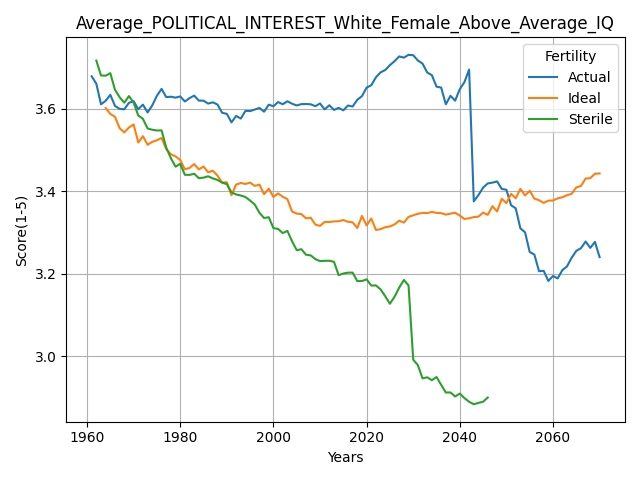 Average_POLITICAL_INTEREST_White_Female_Above_Average_IQ
Fertility
Actual
Ideal
Sterile
Score(1-5)
3.6
3.4
3.2
3.0
1960
1980
2000
2020
2040
2060
Years